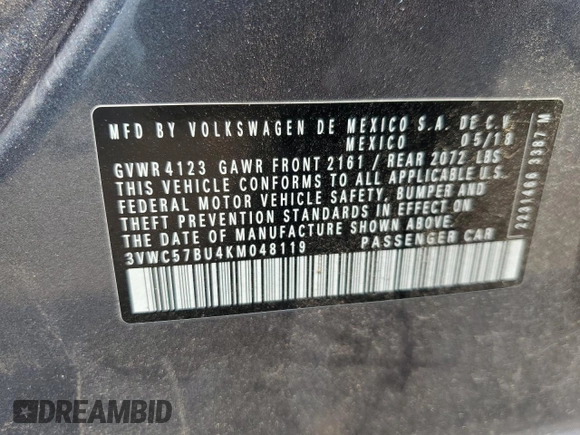 MFD BY VOLKSWAGEN DE MEXICO S.A. DE C.V.
MEXICO 05/18
GVWR 4123 GAWR FRONT 2161 / REAR 2072 LBS
THIS VEHICLE CONFORMS TO ALL APPLICABLE U.S.
FEDERAL MOTOR VEHICLE SAFETY, BUMPER AND
THEFT PREVENTION STANDARDS IN EFFECT ON
THE DATE OF MANUFACTURE SHOWN ABOVE.
3VWC57BU4KM048119 PASSENGER CAR
2231486 3387 M
DREAMBID